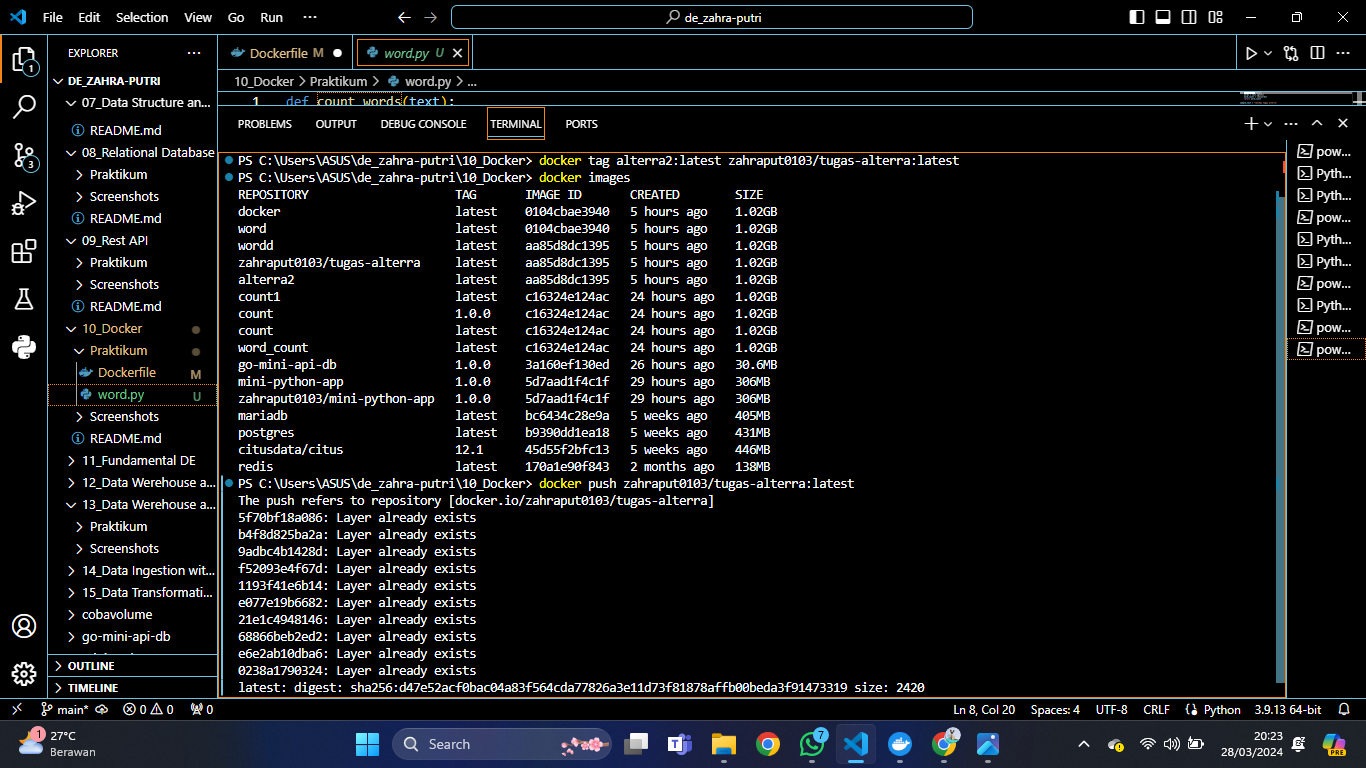 File Edit Selection View Go Run ··· de_zahra-putri
EXPLORER ···
DE_ZAHRA-PUTRI
07_Data Structure an...
README.md
08_Relational Database
Praktikum
Screenshots
README.md
09_Rest API
Praktikum
Screenshots
README.md
10_Docker
Praktikum
Dockerfile M
word.py U
Screenshots
README.md
11_Fundamental DE
12_Data Werehouse a...
13_Data Werehouse a...
Praktikum
Screenshots
14_Data Ingestion wit...
15_Data Transformati...
cobavolume
go-mini-api-db
OUTLINE
TIMELINE
1
3
Dockerfile M word.py U
10_Docker > Praktikum > word.py > ...
1 def count_words(text):
PROBLEMS OUTPUT DEBUG CONSOLE TERMINAL PORTS
PS C:\Users\ASUS\de_zahra-putri\10_Docker> docker tag alterra2:latest zahraput0103/tugas-alterra:latest
PS C:\Users\ASUS\de_zahra-putri\10_Docker> docker images
REPOSITORY TAG IMAGE ID CREATED SIZE
docker latest 0104cbae3940 5 hours ago 1.02GB
word latest 0104cbae3940 5 hours ago 1.02GB
wordd latest aa85d8dc1395 5 hours ago 1.02GB
zahraput0103/tugas-alterra latest aa85d8dc1395 5 hours ago 1.02GB
alterra2 latest aa85d8dc1395 5 hours ago 1.02GB
count1 latest c16324e124ac 24 hours ago 1.02GB
count 1.0.0 c16324e124ac 24 hours ago 1.02GB
count latest c16324e124ac 24 hours ago 1.02GB
word_count latest c16324e124ac 24 hours ago 1.02GB
go-mini-api-db 1.0.0 3a160ef130ed 26 hours ago 30.6MB
mini-python-app 1.0.0 5d7aad1f4c1f 29 hours ago 306MB
zahraput0103/mini-python-app 1.0.0 5d7aad1f4c1f 29 hours ago 306MB
mariadb latest bc6434c28e9a 5 weeks ago 405MB
postgres latest b9390dd1ea18 5 weeks ago 431MB
citusdata/citus 12.1 45d55f2bfc13 5 weeks ago 446MB
redis latest 170a1e90f843 2 months ago 138MB
PS C:\Users\ASUS\de_zahra-putri\10_Docker> docker push zahraput0103/tugas-alterra:latest
The push refers to repository [docker.io/zahraput0103/tugas-alterra]
5f70bf18a086: Layer already exists
b4f8d825ba2a: Layer already exists
9adbc4b1428d: Layer already exists
f52093e4f67d: Layer already exists
1193f41e6b14: Layer already exists
e077e19b6682: Layer already exists
21e1c4948146: Layer already exists
68866beb2ed2: Layer already exists
e6e2ab10dba6: Layer already exists
0238a1790324: Layer already exists
latest: digest: sha256:d47e52acf0bac04a83f564cda77826a3e11d73f81878affb00beda3f91473319 size: 2420
pow...
Pyth...
Pyth...
pow...
Pyth...
Pyth...
pow...
Pyth...
pow...
pow...
main* 0 0 0 Ln 8, Col 20 Spaces: 4 UTF-8 CRLF Python 3.9.13 64-bit
1 27°C
Berawan
Search
7
20:23
28/03/2024
PRE